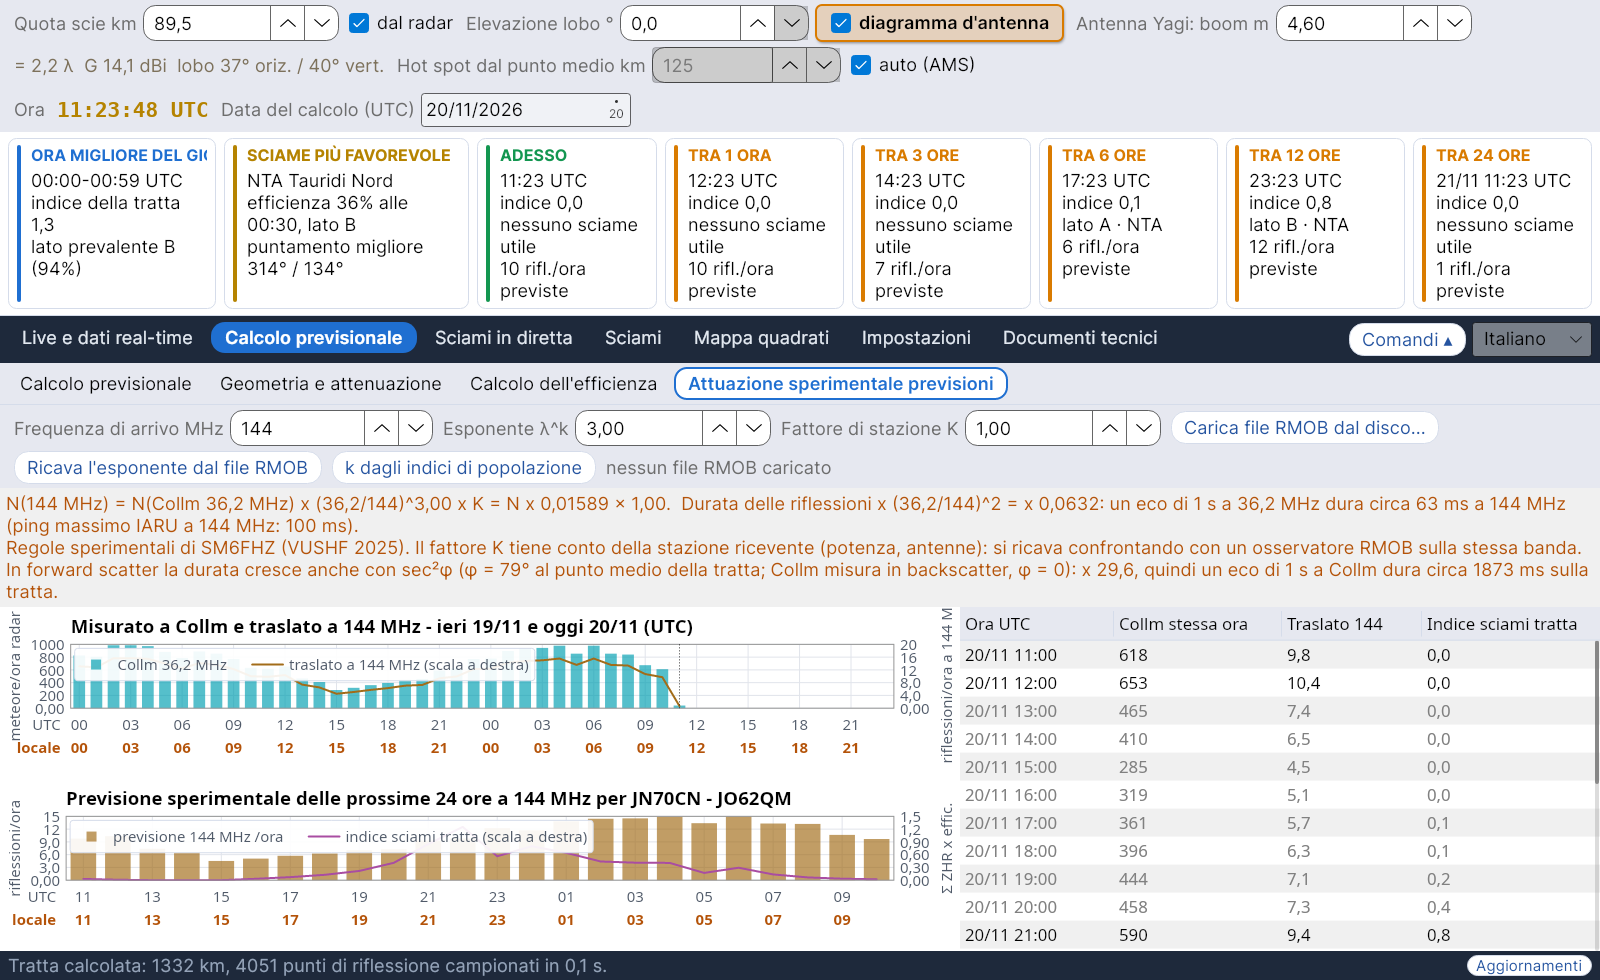 Quota scie km 89,5 dal radar Elevazione lobo ° 0,0 diagramma d'antenna Antenna Yagi: boom m 4,60
= 2,2 λ G 14,1 dBi lobo 37° oriz. / 40° vert. Hot spot dal punto medio km 125 auto (AMS)
Ora 11:23:48 UTC Data del calcolo (UTC) 20/11/2026 20
ORA MIGLIORE DEL GIO
00:00-00:59 UTC
indice della tratta
1,3
lato prevalente B
(94%)
SCIAME PIÙ FAVOREVOLE
NTA Tauridi Nord
efficienza 36% alle
00:30, lato B
puntamento migliore
314° / 134°
ADESSO
11:23 UTC
indice 0,0
nessuno sciame
utile
10 rifl./ora
previste
TRA 1 ORA
12:23 UTC
indice 0,0
nessuno sciame
utile
10 rifl./ora
previste
TRA 3 ORE
14:23 UTC
indice 0,0
nessuno sciame
utile
7 rifl./ora
previste
TRA 6 ORE
17:23 UTC
indice 0,1
lato A · NTA
6 rifl./ora
previste
TRA 12 ORE
23:23 UTC
indice 0,8
lato B · NTA
12 rifl./ora
previste
TRA 24 ORE
21/11 11:23 UTC
indice 0,0
nessuno sciame
utile
1 rifl./ora
previste
Live e dati real-time Calcolo previsionale Sciami in diretta Sciami Mappa quadrati Impostazioni Documenti tecnici Comandi ▴ Italiano
Calcolo previsionale Geometria e attenuazione Calcolo dell'efficienza Attuazione sperimentale previsioni
Frequenza di arrivo MHz 144 Esponente λ^k 3,00 Fattore di stazione K 1,00 Carica file RMOB dal disco...
Ricava l'esponente dal file RMOB k dagli indici di popolazione nessun file RMOB caricato
N(144 MHz) = N(Collm 36,2 MHz) x (36,2/144)^3,00 x K = N x 0,01589 × 1,00. Durata delle riflessioni x (36,2/144)^2 = x 0,0632: un eco di 1 s a 36,2 MHz dura circa 63 ms a 144 MHz
(ping massimo IARU a 144 MHz: 100 ms).
Regole sperimentali di SM6FHZ (VUSHF 2025). Il fattore K tiene conto della stazione ricevente (potenza, antenne): si ricava confrontando con un osservatore RMOB sulla stessa banda.
In forward scatter la durata cresce anche con sec²φ (φ = 79° al punto medio della tratta; Collm misura in backscatter, φ = 0): x 29,6, quindi un eco di 1 s a Collm dura circa 1873 ms sulla
tratta.
Misurato a Collm e traslato a 144 MHz - ieri 19/11 e oggi 20/11 (UTC)
meteore/ora radar
1000
800
600
400
200
0,00
Collm 36,2 MHz traslato a 144 MHz (scala a destra)
20
16
12
8,0
4,0
0,00
riflessioni/ora a 144 M
UTC 00 03 06 09 12 15 18 21 00 03 06 09 12 15 18 21
locale 00 03 06 09 12 15 18 21 00 03 06 09 12 15 18 21
Previsione sperimentale delle prossime 24 ore a 144 MHz per JN70CN - JO62QM
riflessioni/ora
15
12
9,0
6,0
3,0
0,00
previsione 144 MHz /ora indice sciami tratta (scala a destra)
1,5
1,2
0,90
0,60
0,30
0,00
Σ ZHR x effic.
UTC 11 13 15 17 19 21 23 01 03 05 07 09
locale 11 13 15 17 19 21 23 01 03 05 07 09
Ora UTC Collm stessa ora Traslato 144 Indice sciami tratta
20/11 11:00 618 9,8 0,0
20/11 12:00 653 10,4 0,0
20/11 13:00 465 7,4 0,0
20/11 14:00 410 6,5 0,0
20/11 15:00 285 4,5 0,0
20/11 16:00 319 5,1 0,0
20/11 17:00 361 5,7 0,1
20/11 18:00 396 6,3 0,1
20/11 19:00 444 7,1 0,2
20/11 20:00 458 7,3 0,4
20/11 21:00 590 9,4 0,8
Tratta calcolata: 1332 km, 4051 punti di riflessione campionati in 0,1 s. Aggiornamenti